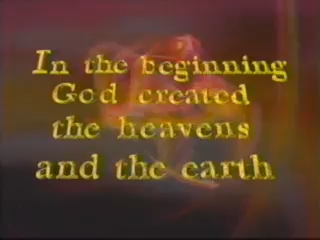 In the beginning
God created
the heavens
and the earth